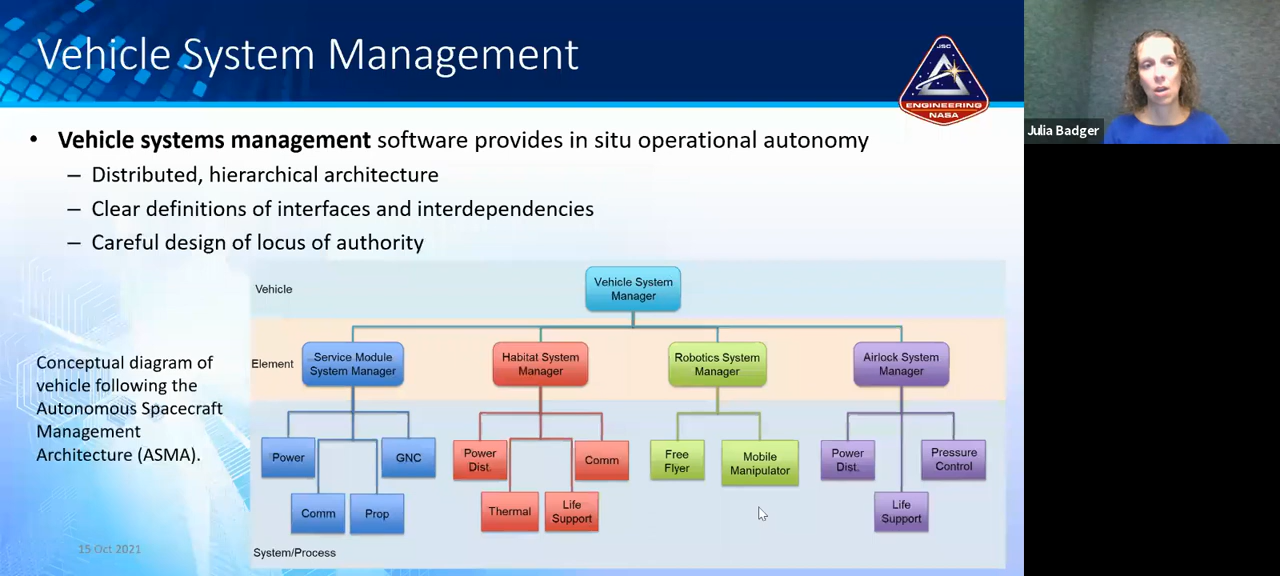 Vehicle System Management
JSC
ENGINEERING
NASA
Julia Badger
• Vehicle systems management software provides in situ operational autonomy
– Distributed, hierarchical architecture
– Clear definitions of interfaces and interdependencies
– Careful design of locus of authority
Vehicle
Vehicle System
Manager
Element
Service Module
System Manager
Habitat System
Manager
Robotics System
Manager
Airlock System
Manager
Conceptual diagram of
vehicle following the
Autonomous Spacecraft
Management
Architecture (ASMA).
Power
GNC
Comm
Prop
Power
Dist.
Comm
Thermal
Life
Support
Free
Flyer
Mobile
Manipulator
Power
Dist.
Pressure
Control
Life
Support
System/Process
15 Oct 2021